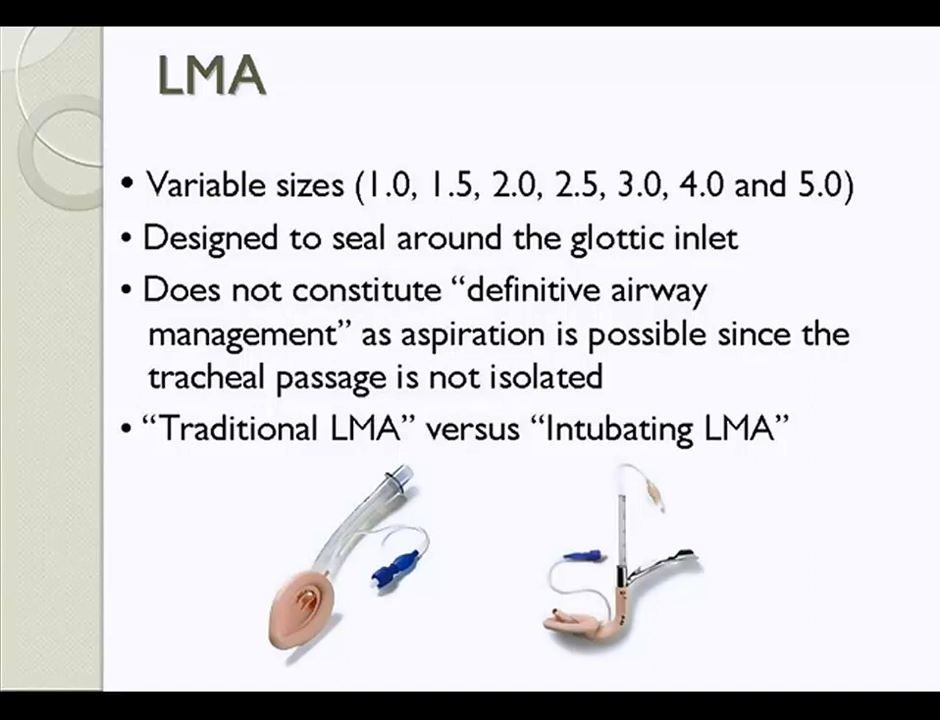 LMA
• Variable sizes (1.0, 1.5, 2.0, 2.5, 3.0, 4.0 and 5.0)
• Designed to seal around the glottic inlet
• Does not constitute “definitive airway
management” as aspiration is possible since the
tracheal passage is not isolated
• “Traditional LMA” versus “Intubating LMA”